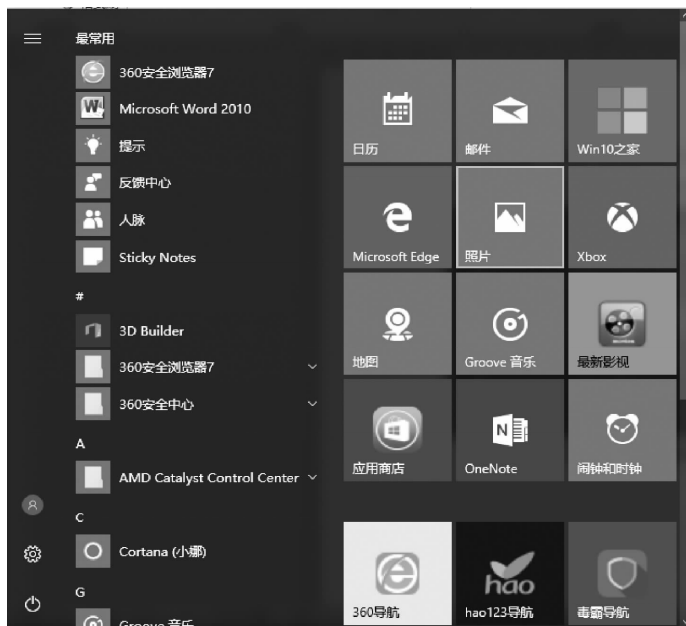 最常用
360安全浏览器7
Microsoft Word 2010
提示
反馈中心
人脉
Sticky Notes
#
3D Builder
360安全浏览器7
360安全中心
A
AMD Catalyst Control Center
C
Cortana (小娜)
G
Groove 音乐
日历
邮件
Win10之家
Microsoft Edge
照片
Xbox
地图
Groove 音乐
最新影视
应用商店
OneNote
闹钟和时钟
360导航
hao
hao123导航
毒霸导航